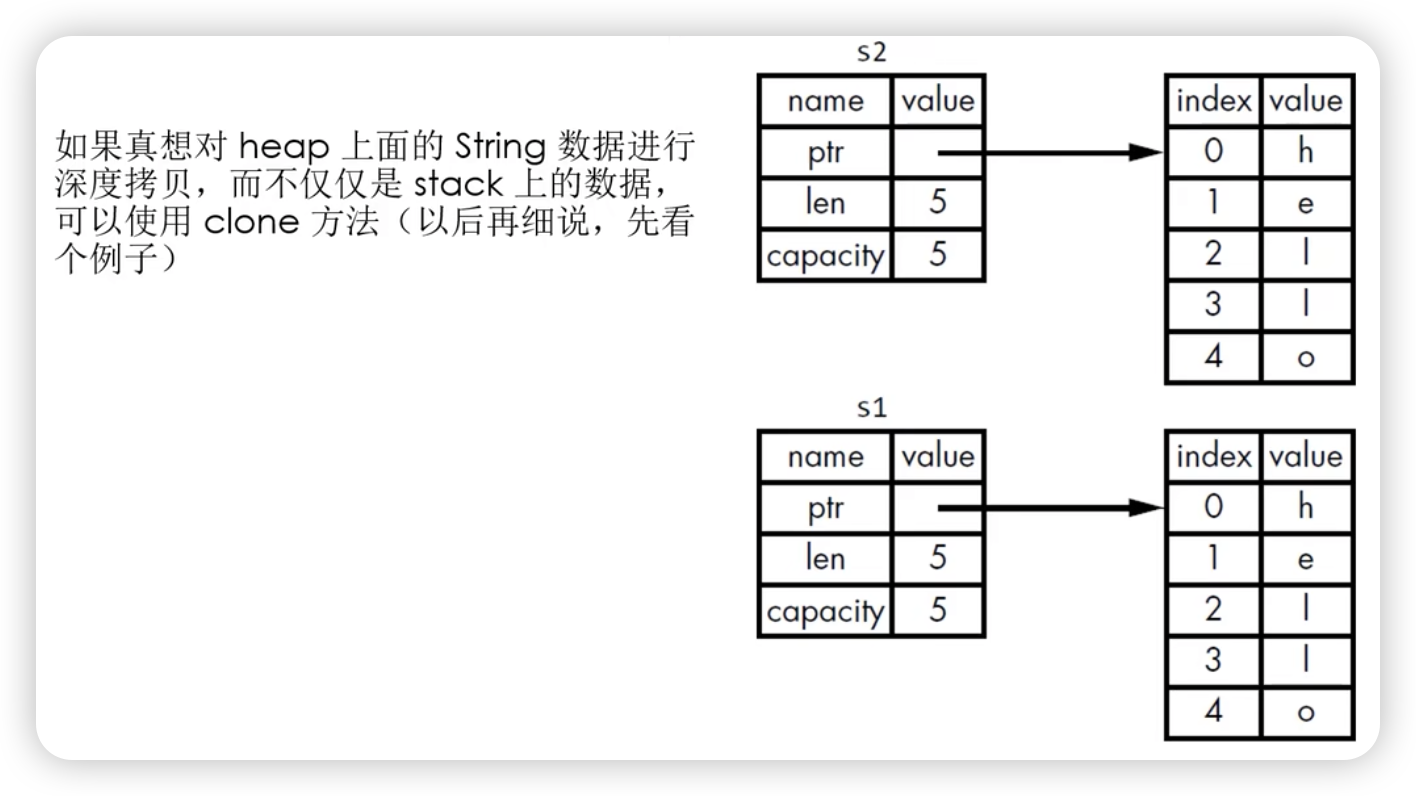 如果真想对 heap 上面的 String 数据进行
深度拷贝，而不仅仅是 stack 上的数据，
可以使用 clone 方法（以后再细说，先看
个例子）
s2
name value
ptr
len 5
capacity 5
index value
0 h
1 e
2 l
3 l
4 o
s1
name value
ptr
len 5
capacity 5
index value
0 h
1 e
2 l
3 l
4 o